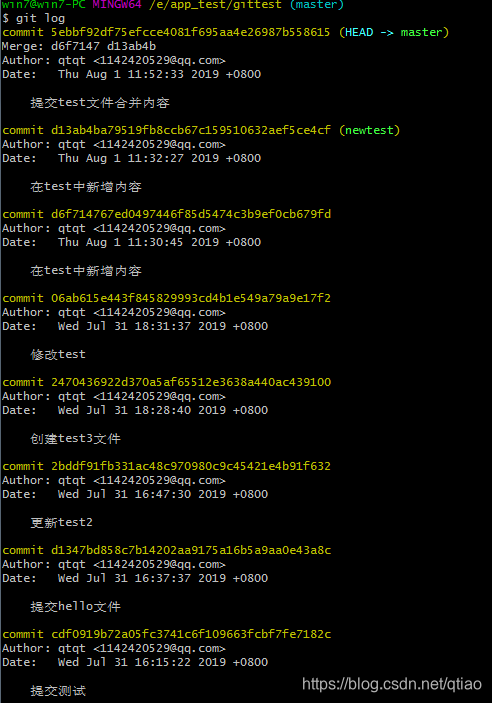 win7@win7-PC MINGW64 /e/app_test/gittest (master)
$ git log
commit 5ebbf92df75efcce4081f695aa4e26987b558615 (HEAD -> master)
Merge: d6f7147 d13ab4b
Author: qtqt <1142420529@qq.com>
Date:   Thu Aug 1 11:52:33 2019 +0800
提交test文件合并内容
commit d13ab4ba79519fb8ccb67c159510632aef5ce4cf (newtest)
Author: qtqt <1142420529@qq.com>
Date:   Thu Aug 1 11:32:27 2019 +0800
在test中新增内容
commit d6f714767ed0497446f85d5474c3b9ef0cb679fd
Author: qtqt <1142420529@qq.com>
Date:   Thu Aug 1 11:30:45 2019 +0800
在test中新增内容
commit 06ab615e443f845829993cd4b1e549a79a9e17f2
Author: qtqt <1142420529@qq.com>
Date:   Wed Jul 31 18:31:37 2019 +0800
修改test
commit 2470436922d370a5af65512e3638a440ac439100
Author: qtqt <1142420529@qq.com>
Date:   Wed Jul 31 18:28:40 2019 +0800
创建test3文件
commit 2bddf91fb331ac48c970980c9c45421e4b91f632
Author: qtqt <1142420529@qq.com>
Date:   Wed Jul 31 16:47:30 2019 +0800
更新test2
commit d1347bd858c7b14202aa9175a16b5a9aa0e43a8c
Author: qtqt <1142420529@qq.com>
Date:   Wed Jul 31 16:37:37 2019 +0800
提交hello文件
commit cdf0919b72a05fc3741c6f109663fcbf7fe7182c
Author: qtqt <1142420529@qq.com>
Date:   Wed Jul 31 16:15:22 2019 +0800
提交测试
https://blog.csdn.net/qtiao